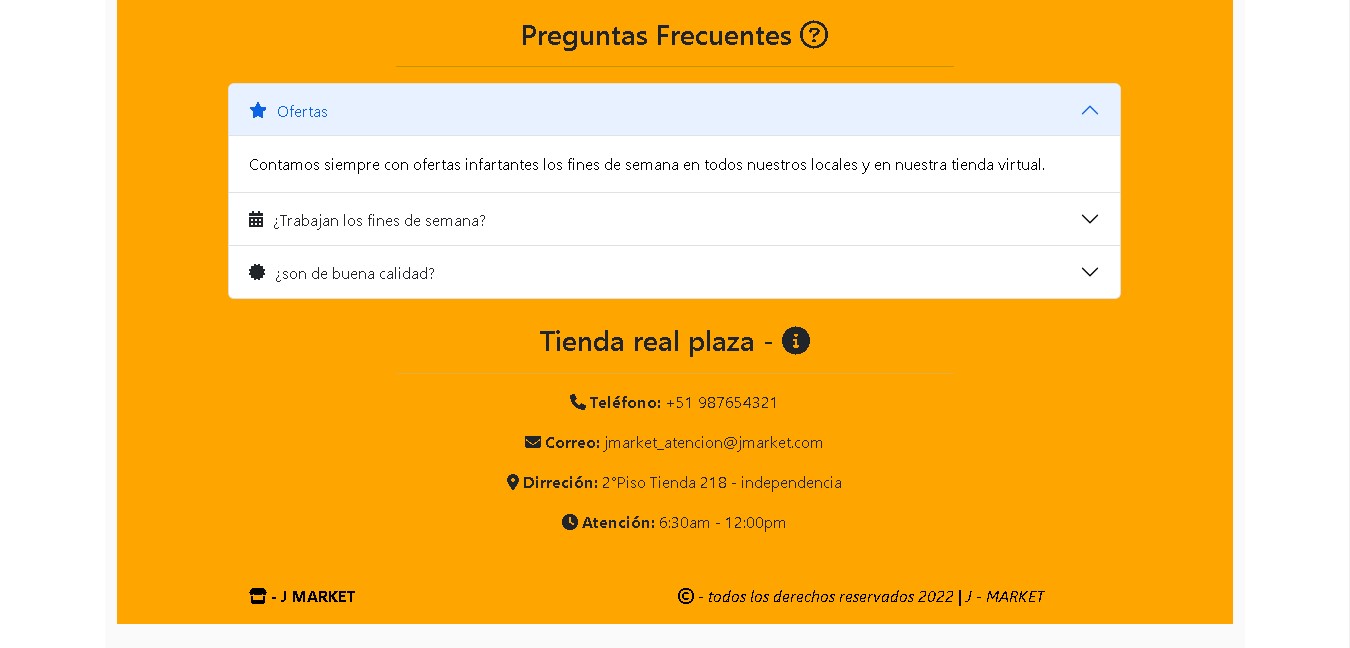 Preguntas Frecuentes
Ofertas
Contamos siempre con ofertas infartantes los fines de semana en todos nuestros locales y en nuestra tienda virtual.
¿Trabajan los fines de semana?
¿son de buena calidad?
Tienda real plaza -
Teléfono: +51 987654321
Correo: jmarket_atencion@jmarket.com
Dirreción: 2°Piso Tienda 218 - independencia
Atención: 6:30am - 12:00pm
- J MARKET
© - todos los derechos reservados 2022 | J - MARKET